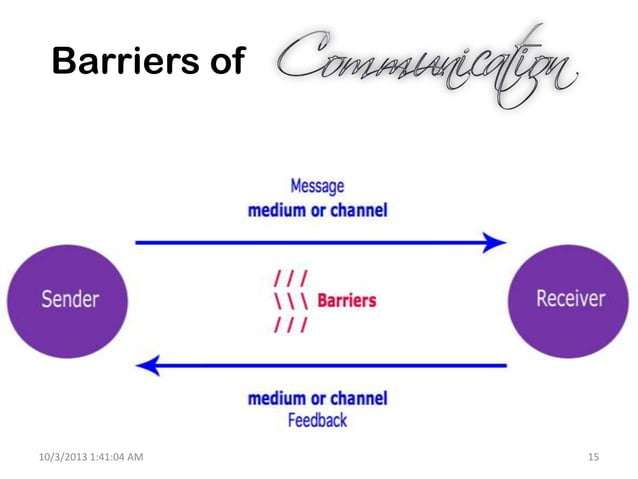 Barriers of Communication
Message
medium or channel
Sender
/ / /
\ \ \ Barriers
/ / /
Receiver
medium or channel
Feedback
10/3/2013 1:41:04 AM
15